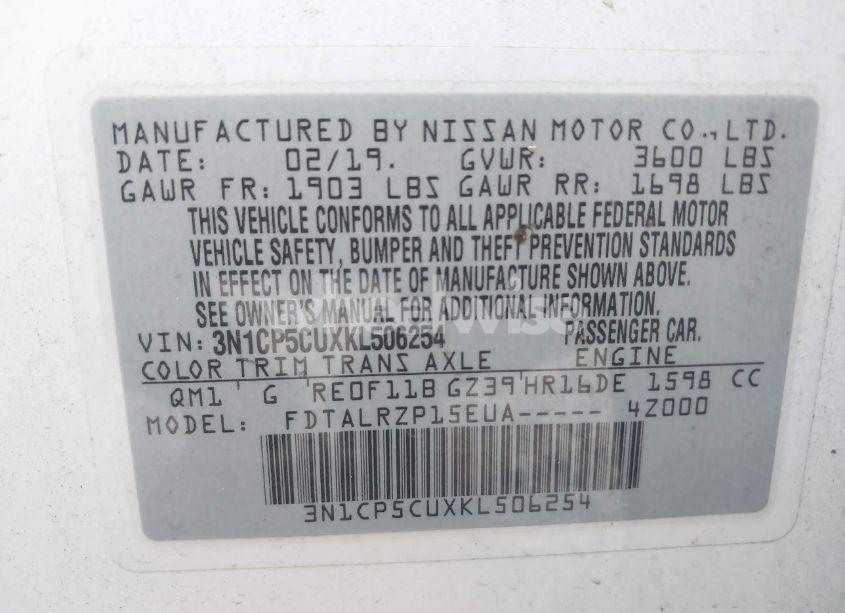 MANUFACTURED BY NISSAN MOTOR CO., LTD.
DATE: 02/19. GVWR: 3600 LBS
GAWR FR: 1903 LBS GAWR RR: 1698 LBS
THIS VEHICLE CONFORMS TO ALL APPLICABLE FEDERAL MOTOR
VEHICLE SAFETY, BUMPER AND THEFT PREVENTION STANDARDS
IN EFFECT ON THE DATE OF MANUFACTURE SHOWN ABOVE.
SEE OWNER'S MANUAL FOR ADDITIONAL INFORMATION.
VIN: 3N1CP5CUXKL506254 PASSENGER CAR.
COLOR TRIM TRANS AXLE ENGINE
QM1 G RE0F11B GZ39 HR16DE 1598 CC
MODEL: FDTALRZP15EUA----- 4Z000
3N1CP5CUXKL506254